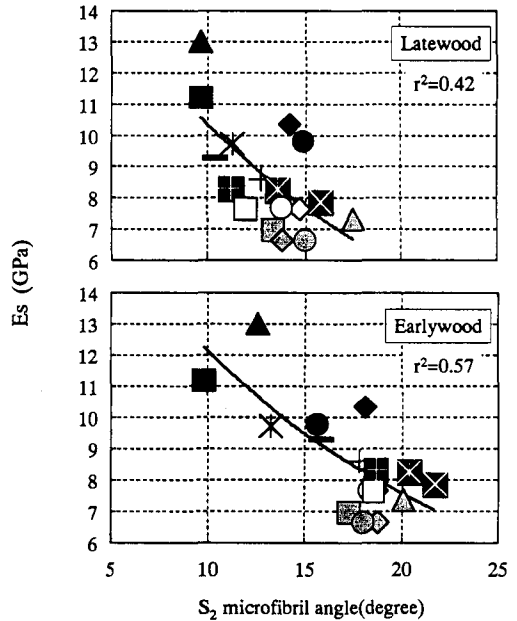 14
13
Latewood
12
r²=0.42
11
10
9
8
7
6
Es (GPa)
14
13
Earlywood
12
r²=0.57
11
10
9
8
7
6
5 10 15 20 25
S₂ microfibril angle(degree)